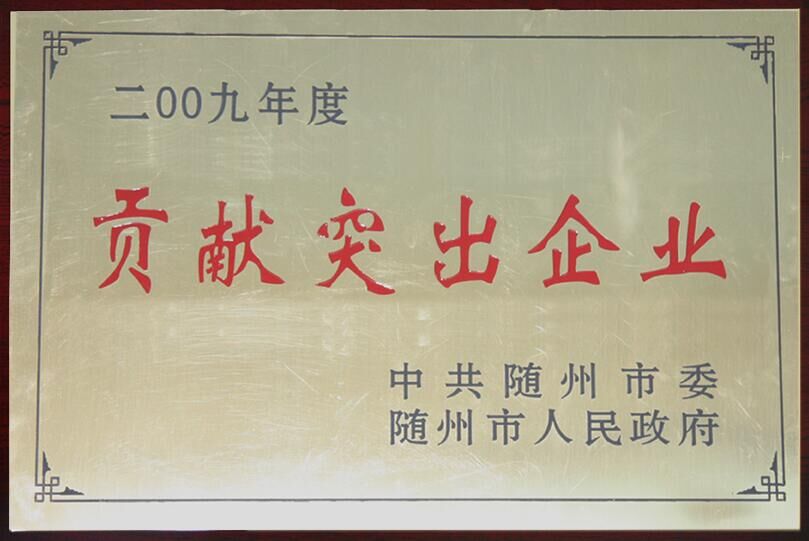 二00九年度
贡献突出企业
中共随州市委
随州市人民政府